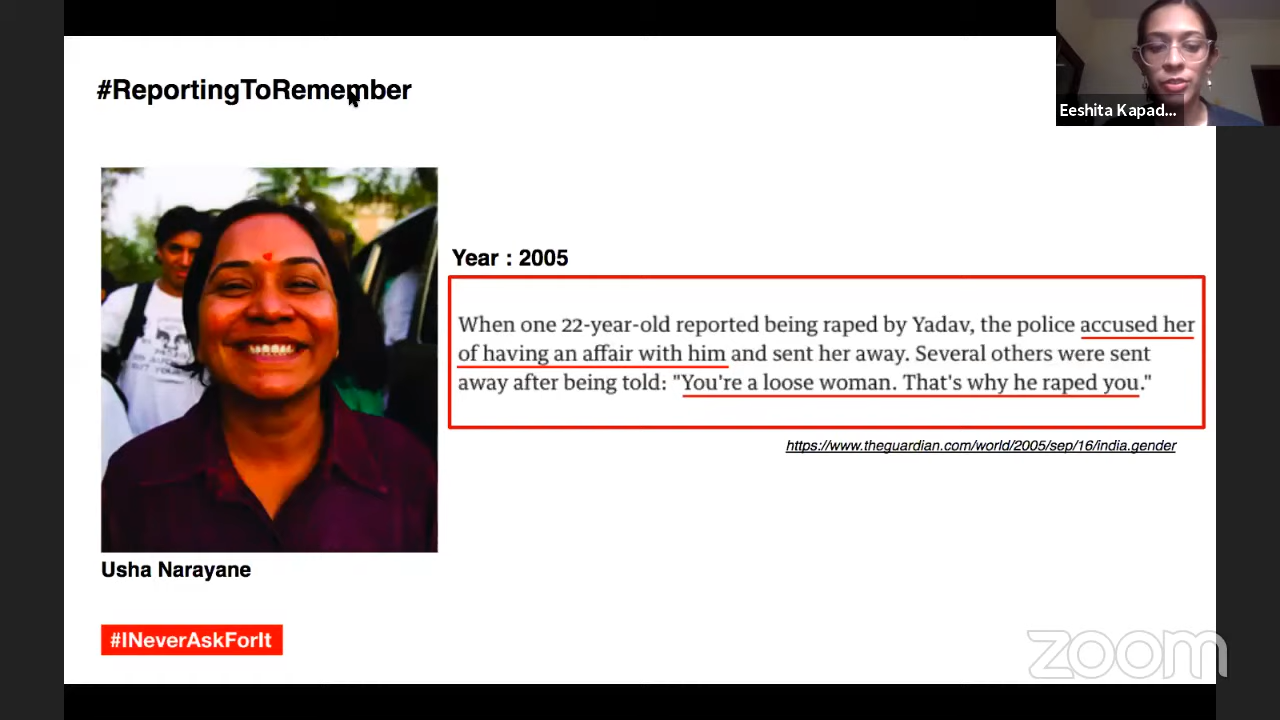 #ReportingToRemember
Eeshita Kapad...
Year : 2005
When one 22-year-old reported being raped by Yadav, the police accused her
of having an affair with him and sent her away. Several others were sent
away after being told: "You're a loose woman. That's why he raped you."
https://www.theguardian.com/world/2005/sep/16/india.gender
Usha Narayane
#INeverAskForIt
zoom